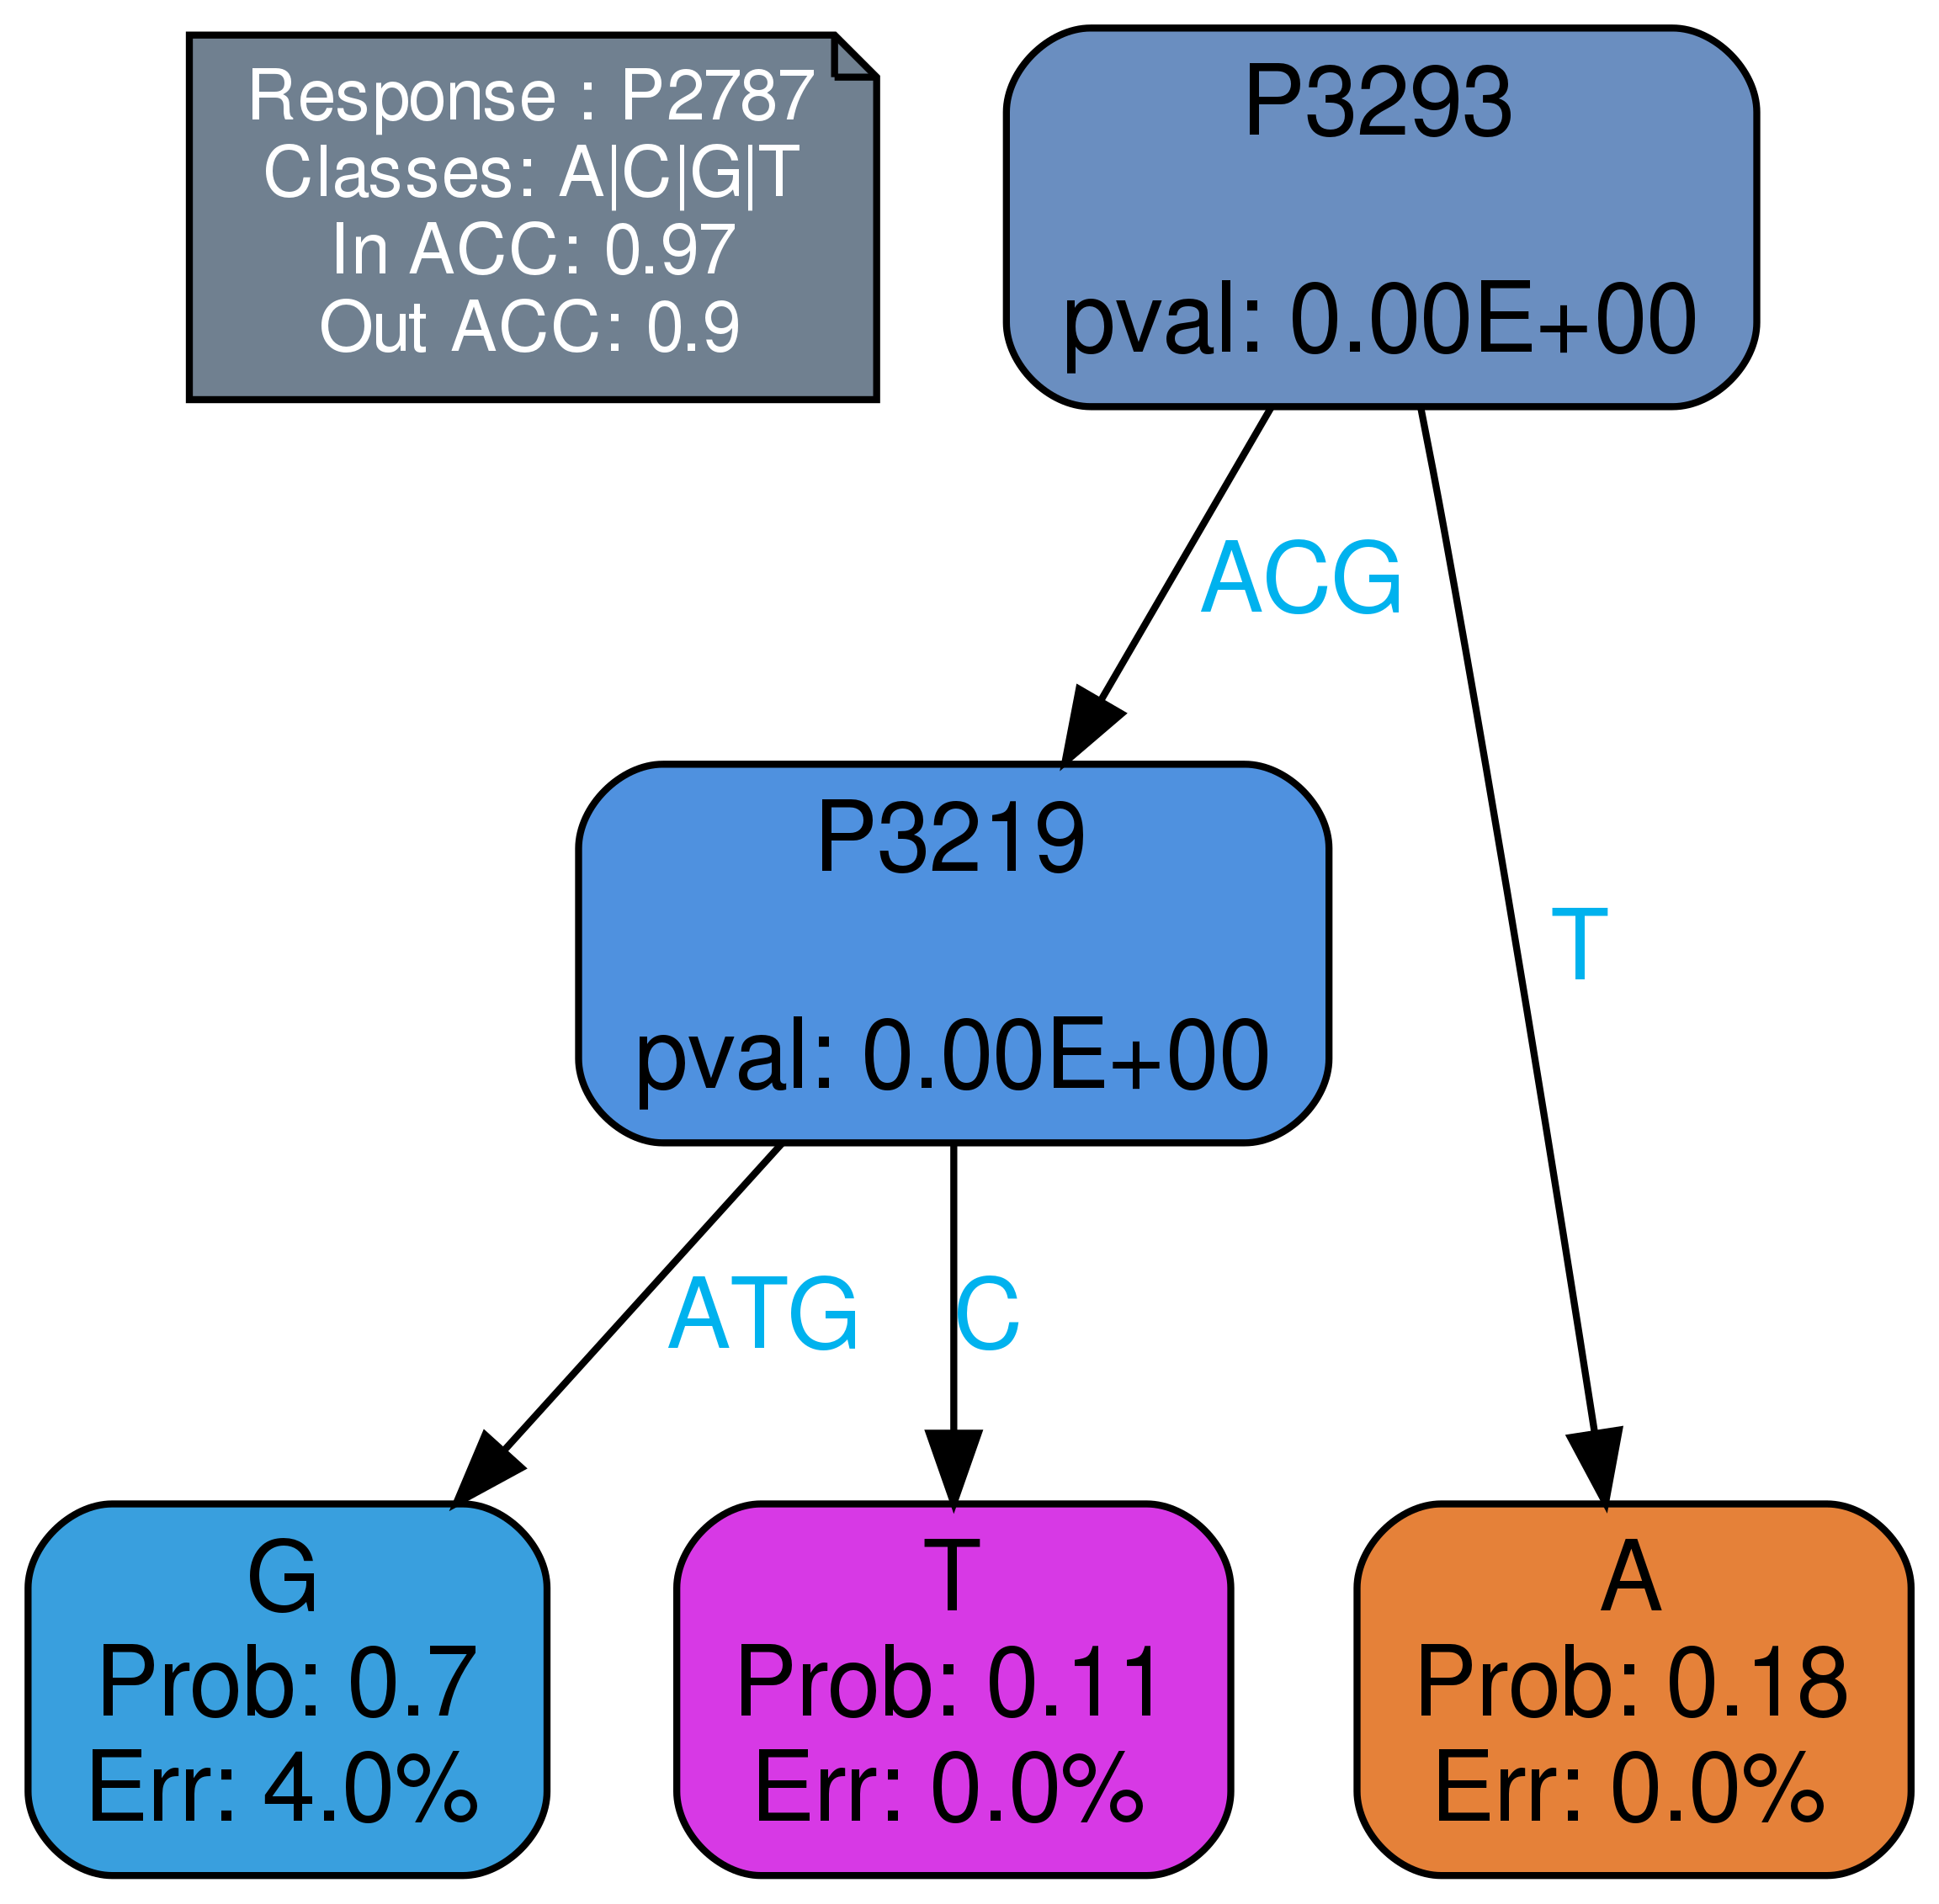 Response : P2787
Classes: A|C|G|T
In ACC: 0.97
Out ACC: 0.9
P3293
pval: 0.00E+00
ACG
T
P3219
pval: 0.00E+00
ATG
C
G
Prob: 0.7
Err: 4.0%
T
Prob: 0.11
Err: 0.0%
A
Prob: 0.18
Err: 0.0%